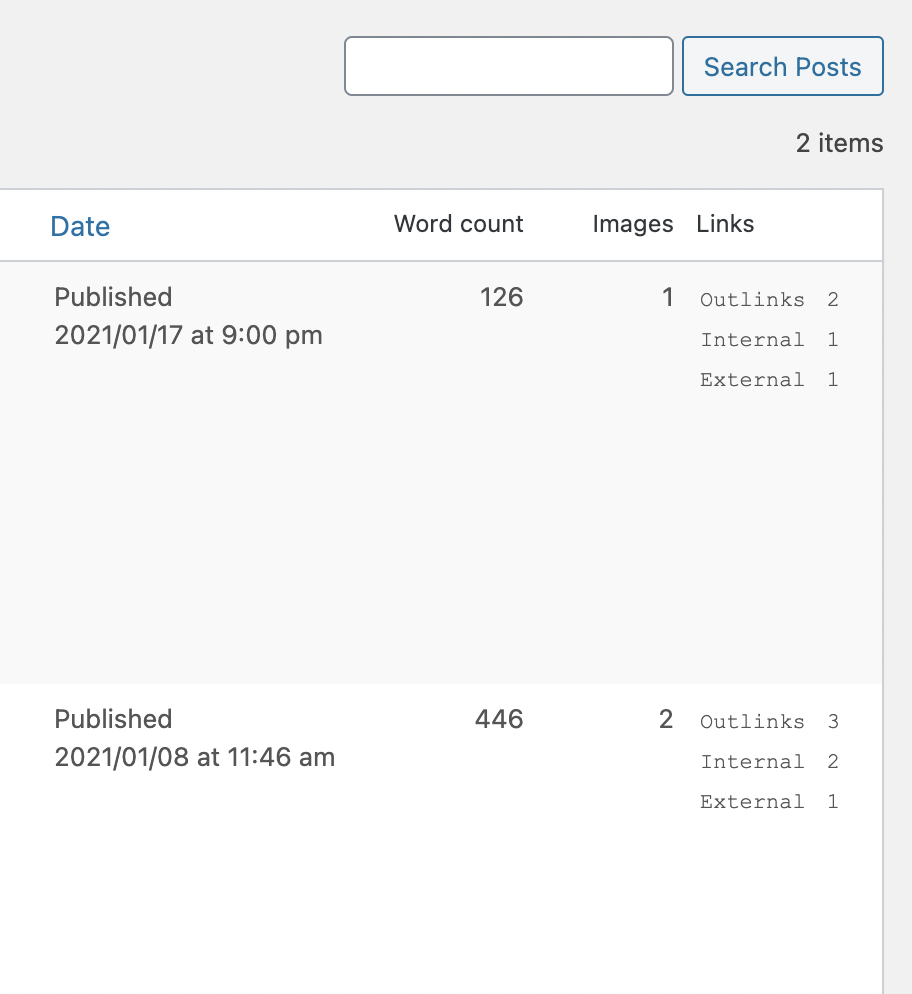 Search Posts
2 items
Date Word count Images Links
Published 126 1 Outlinks 2
2021/01/17 at 9:00 pm Internal 1
External 1
Published 446 2 Outlinks 3
2021/01/08 at 11:46 am Internal 2
External 1